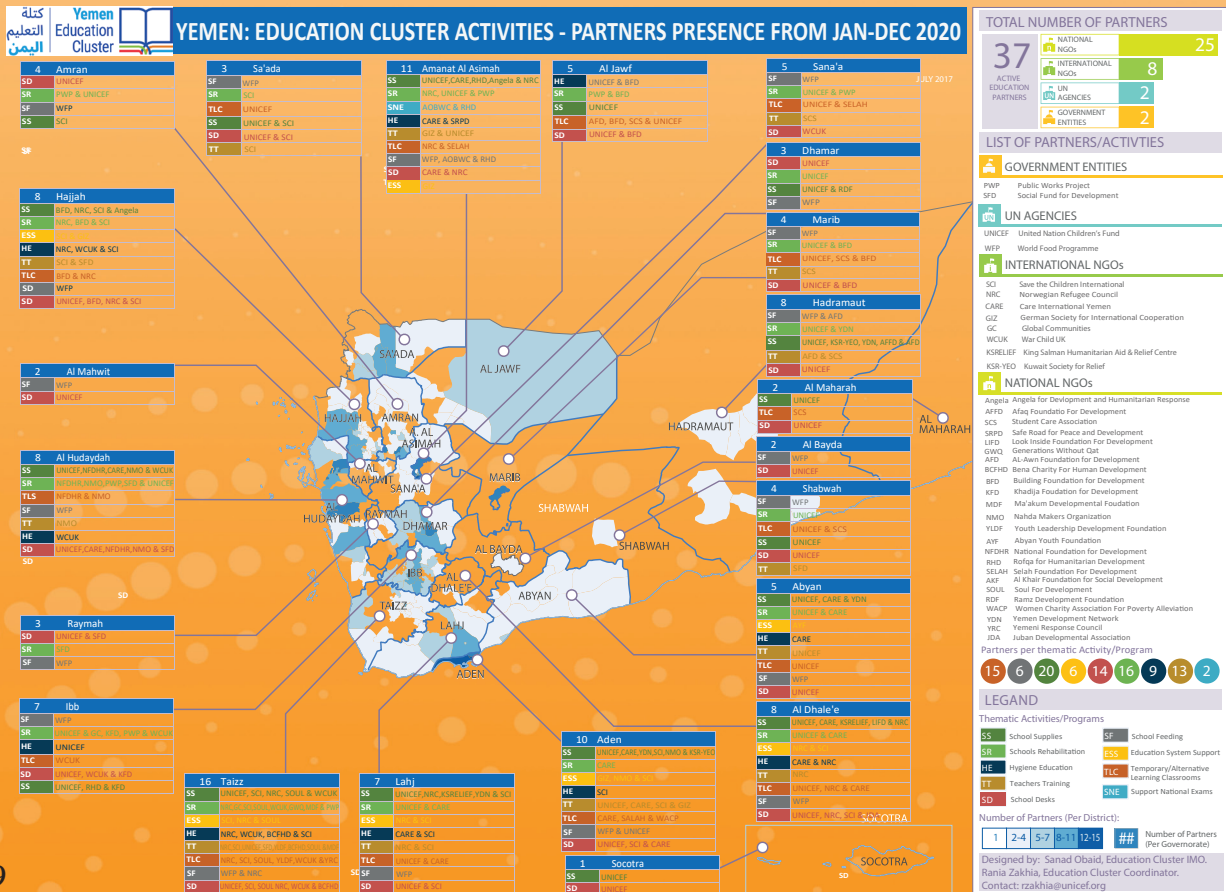 كتلة
التعليم
اليمن
Yemen
Education
Cluster
YEMEN: EDUCATION CLUSTER ACTIVITIES - PARTNERS PRESENCE FROM JAN-DEC 2020
4 Amran
SD UNICEF
SR PWP & UNICEF
SF WFP
SS SCI
SF
8 Hajjah
SS BFD, NRC, SCI & Angela
SR NRC, BFD & SCI
ESS
HE NRC, WCUK & SCI
TT SCI & SFD
TLC BFD & NRC
SD WFP
SD UNICEF, BFD, NRC & SCI
2 Al Mahwit
SF WFP
SD UNICEF
8 Al Hudaydah
SS UNICEF,NFDHR,CARE,NMO & WCUK
SR NFDHR,NMO,PWP,SFD & UNICEF
TLS NFDHR & NMO
SF WFP
TT NMO
HE WCUK
SD UNICEF,CARE,NFDHR,NMO & SFD
SD
SD
3 Raymah
SD UNICEF & SFD
SR SFD
SF WFP
7 Ibb
SF WFP
SR UNICEF & GC, KFD, PWP & WCUK
HE UNICEF
TLC WCUK
SD UNICEF, WCUK & KFD
SS UNICEF, RHD & KFD
9
3 Sa'ada
SF WFP
SR SCI
TLC UNICEF
SS UNICEF & SCI
SD UNICEF & SCI
TT SCI
11 Amanat Al Asimah
SS UNICEF,CARE,RHD,Angela & NRC
SR NRC, UNICEF & PWP
SNE AOBWC & RHD
HE CARE & SRPD
TT GIZ & UNICEF
TLC NRC & SELAH
SF WFP, AOBWC & RHD
SD CARE & NRC
ESS
5 Al Jawf
HE UNICEF & BFD
SR PWP & BFD
SS UNICEF
TLC AFD, BFD, SCS & UNICEF
SD UNICEF & BFD
5 Sana'a
SF WFP
SR UNICEF & PWP
TLC UNICEF & SELAH
TT SCS
SD WCUK
JULY 2017
3 Dhamar
SD UNICEF
SR UNICEF
SS UNICEF & RDF
SF WFP
4 Marib
SF WFP
SR UNICEF & BFD
TLC UNICEF, SCS & BFD
TT SCS
SD UNICEF & BFD
8 Hadramaut
SF WFP & AFD
SR UNICEF & YDN
SS UNICEF, KSR-YEO, YDN, AFFD & AFD
TT AFD & SCS
SD UNICEF
2 Al Maharah
SS UNICEF
TLC SCS
SD UNICEF
2 Al Bayda
SF WFP
SD UNICEF
4 Shabwah
SF WFP
SR UNICEF
TLC UNICEF & SCS
SS UNICEF
SD UNICEF
TT SFD
5 Abyan
SS UNICEF, CARE & YDN
SR UNICEF & CARE
ESS
HE CARE
TT UNICEF
TLC UNICEF
SF WFP
SD UNICEF
8 Al Dhale'e
SS UNICEF, CARE, KSRELIEF, LIFD & NRC
SR UNICEF & CARE
ESS NRC & SCI
HE CARE & NRC
TT NRC
TLC UNICEF, NRC & CARE
SF WFP
SD UNICEF, NRC, SCI &
SOCOTRA
16 Taizz
SS UNICEF, SCI, NRC, SOUL & WCUK
SR
ESS SCI, NRC & SOUL
HE NRC, WCUK, BCFHD & SCI
TT
TLC NRC, SCI, SOUL, YLDF,WCUK &YRC
SF WFP & NRC
SD UNICEF, SCI, SOUL NRC, WCUK & BCFHD
7 Lahj
SS UNICEF,NRC,KSRELIEF,YDN & SCI
SR UNICEF & CARE
ESS
HE CARE & SCI
TT NRC & SCI
TLC UNICEF & CARE
SD
SF WFP
SD UNICEF & SCI
10 Aden
SS UNICEF,CARE,YDN,SO,NMO & KSR-YEO
SR CARE
ESS GIZ, NMO & SCI
HE SCI
TT UNICEF, CARE, SCI & GIZ
TLC CARE, SALAH & WACP
SF WFP & UNICEF
SD UNICEF, SCI & CARE
1 Socotra
SS UNICEF
SD UNICEF
SA'ADA
AL JAWF
HAJJAH
AMRAN
A. AL
ASIMAH
AL
MAHWIT
SANA'A
MARIB
HADRAMAUT
AL
MAHARAH
AL
HUDAYDAH
RAYMAH
DHAMAR
SHABWAH
SHABWAH
AL BAYDA
IBB
AL
DHALE'E
ABYAN
TAIZZ
LAHJ
ADEN
SOCOTRA
SD
TOTAL NUMBER OF PARTNERS
37
ACTIVE
EDUCATION
PARTNERS
NATIONAL
NGOs
25
INTERNATIONAL
NGOs
8
UN
UN
AGENCIES
2
GOVERNMENT
ENTITIES
2
LIST OF PARTNERS/ACTIVTIES
GOVERNMENT ENTITIES
PWP Public Works Project
SFD Social Fund for Development
UN
UN AGENCIES
UNICEF United Nation Children's Fund
WFP World Food Programme
INTERNATIONAL NGOs
SCI Save the Children International
NRC Norwegian Refugee Council
CARE Care International Yemen
GIZ German Society for International Cooperation
GC Global Communities
WCUK War Child UK
KSRELIEF King Salman Humanitarian Aid & Relief Centre
KSR-YEO Kuwait Society for Relief
NATIONAL NGOs
Angela Angela for Devlopment and Humanitarian Response
AFFD Afaq Foundatio For Development
SCS Student Care Association
SRPD Safe Road for Peace and Development
LIFD Look Inside Foundation For Development
GWQ Generations Without Qat
AFD AL-Awn Foundation for Development
BCFHD Bena Charity For Human Development
BFD Building Foundation for Development
KFD Khadija Foudation for Development
MDF Ma'akum Developmental Foudation
NMO Nahda Makers Organization
YLDF Youth Leadership Development Foundation
AYF Abyan Youth Foundation
NFDHR National Foundation for Development
RHD Rofqa for Humanitarian Development
SELAH Selah Foundation For Development
AKF Al Khair Foundation for Social Development
SOUL Soul For Development
RDF Ramz Development Foundation
WACP Women Charity Association For Poverty Alleviation
YDN Yemen Development Network
YRC Yemeni Response Council
JDA Juban Developmental Association
Partners per thematic Activity/Program
15 6 20 6 14 16 9 13 2
LEGEND
Thematic Activities/Programs
SS School Supplies
SR Schools Rehabilitation
HE Hygiene Education
TT Teachers Training
SD School Desks
SF School Feeding
ESS Education System Support
TLC Temporary/Alternative
Learning Classrooms
SNE Support National Exams
Number of Partners (Per District):
1 2-4 5-7 8-11 12-15
## Number of Partners
(Per Governorate)
Designed by: Sanad Obaid, Education Cluster IMO.
Rania Zakhia, Education Cluster Coordinator.
Contact: rzakhia@unicef.org